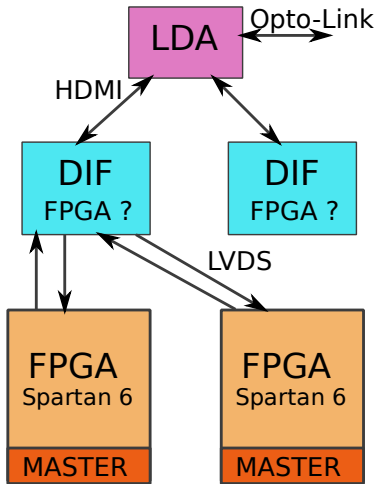 Opto-Link
LDA
HDMI
DIF
FPGA ?
DIF
FPGA ?
LVDS
FPGA
Spartan 6
MASTER
FPGA
Spartan 6
MASTER